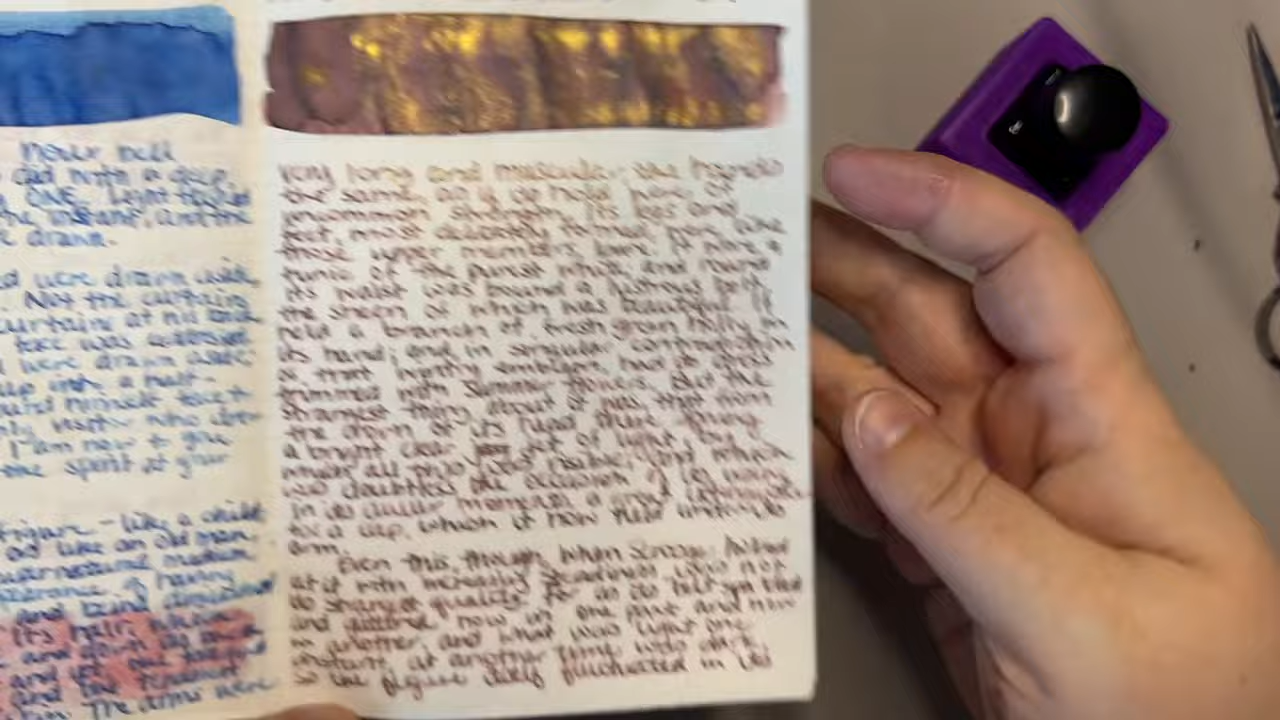 hour bell
did with a deep
ONE. Light flashed
the instant, and the
drawn.
were drawn aside
Not the curtains
curtains at his back
face was addressed
were drawn aside;
up into a half-
himself face t
visitor who
I am now to you
the spirit at your
figure - like a child
like an old man
supernatural medium
appearance of having
and being diminished
its hair, which
and down its back
and yet
and the tenderest
The arms were
very long and muscular; the hands
the same, as if its hold were of
uncommon strength. Its legs and
feet, most delicately formed, were, like
those upper members, bare. It wore a
tunic of the purest white; and round
its waist was bound a lustrous belt,
the sheen of which was beautiful. It
held a branch of fresh green holly in
its hand; and in singular contradiction
of that wintry emblem, had its dress
trimmed with summer flowers. But the
strangest thing about it was, that from
the crown of its head there sprung
a bright clear jet of light, by
which all this was visible; and which
was doubtless the occasion of its using,
in its duller moments, a great extinguisher
for a cap, which it now held under its
arm.
Even this, though, when Scrooge looked
at it with increasing steadiness, was not
its strangest quality. For as its belt
and glittered now in one part and now
in another, and what was light one
instant, at another time was dark,
so the figure itself fluctuated in its